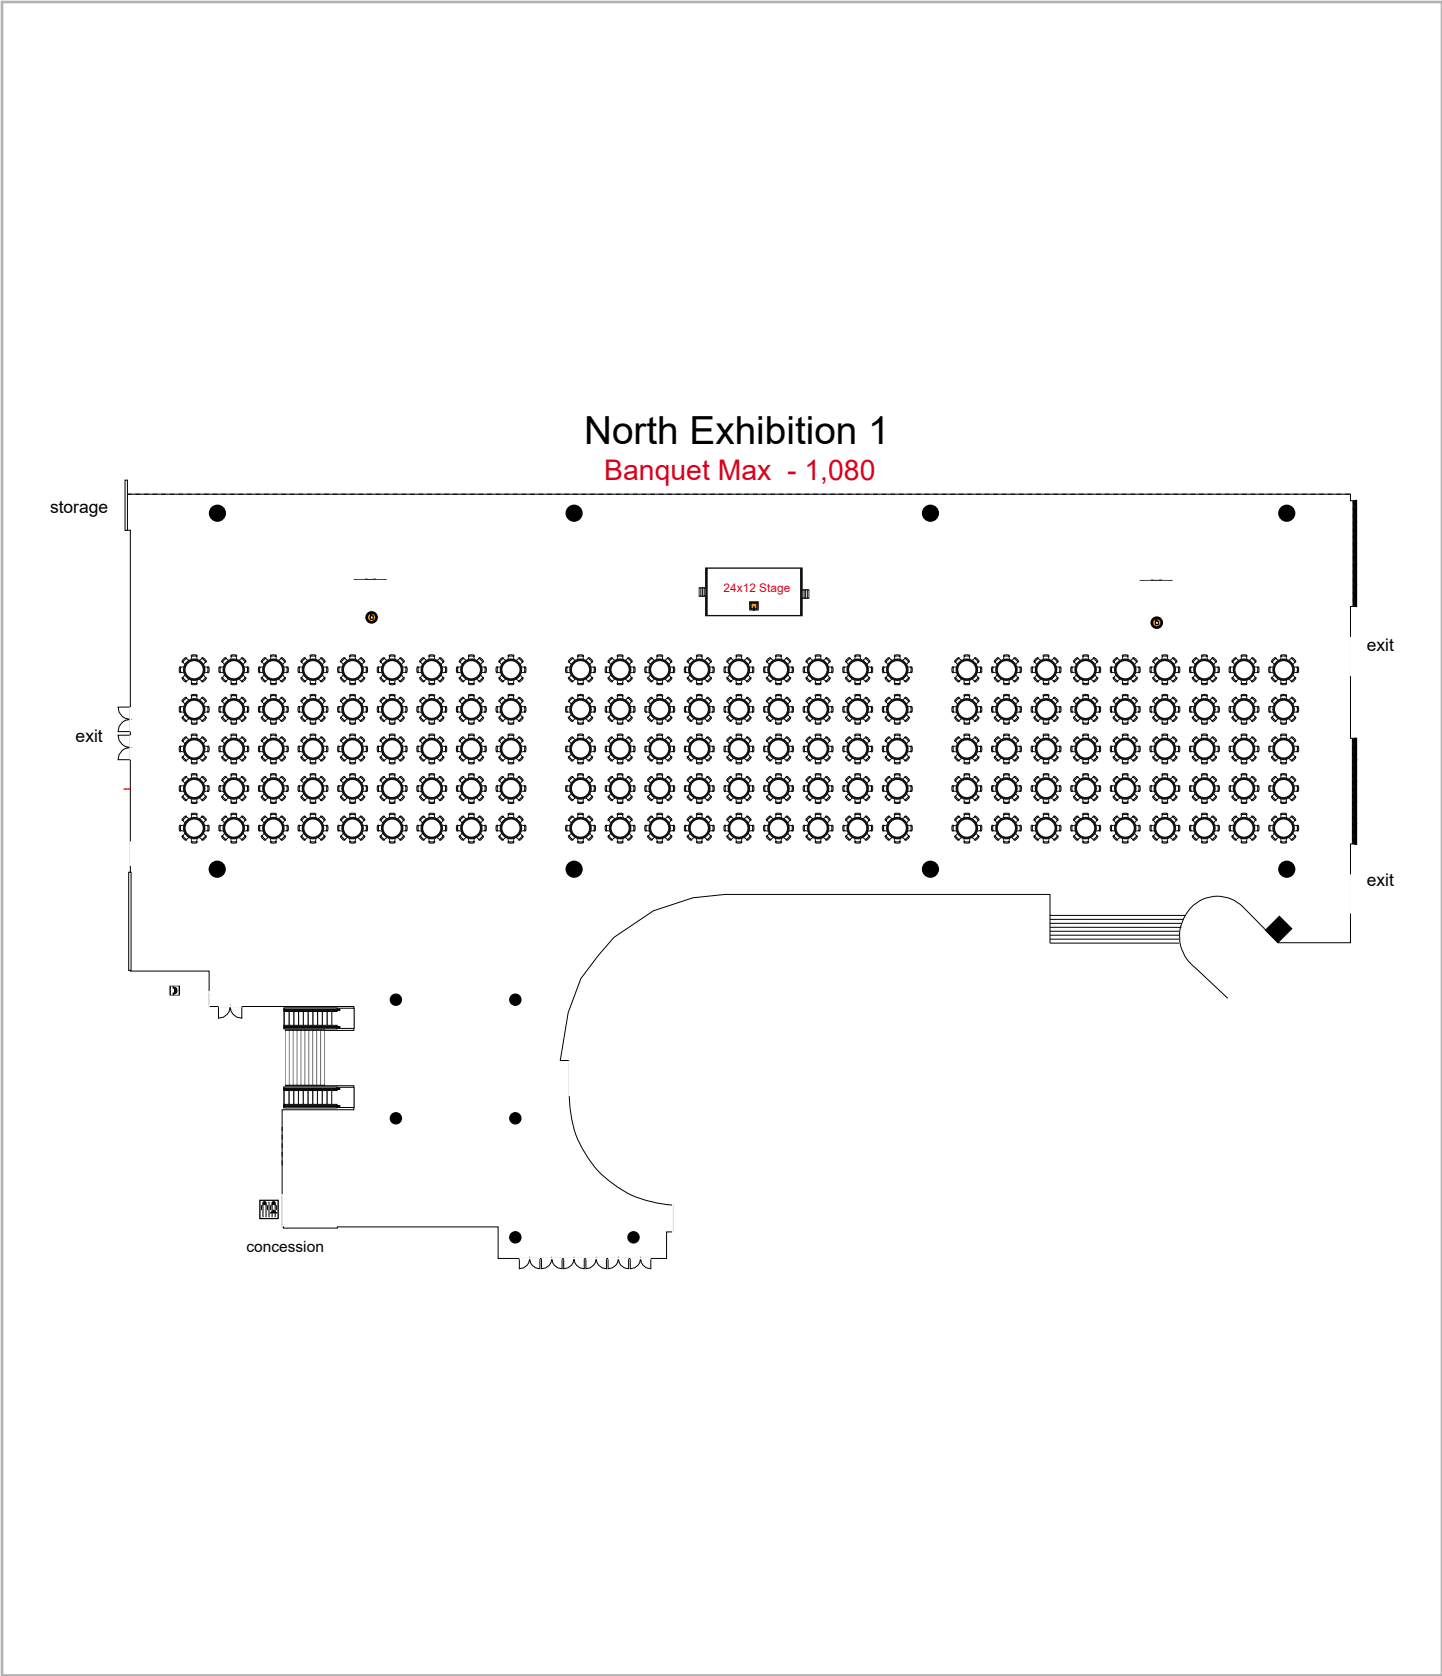 North Exhibition 1
Banquet Max - 1,080
storage
24x12 Stage
exit
exit
exit
concession